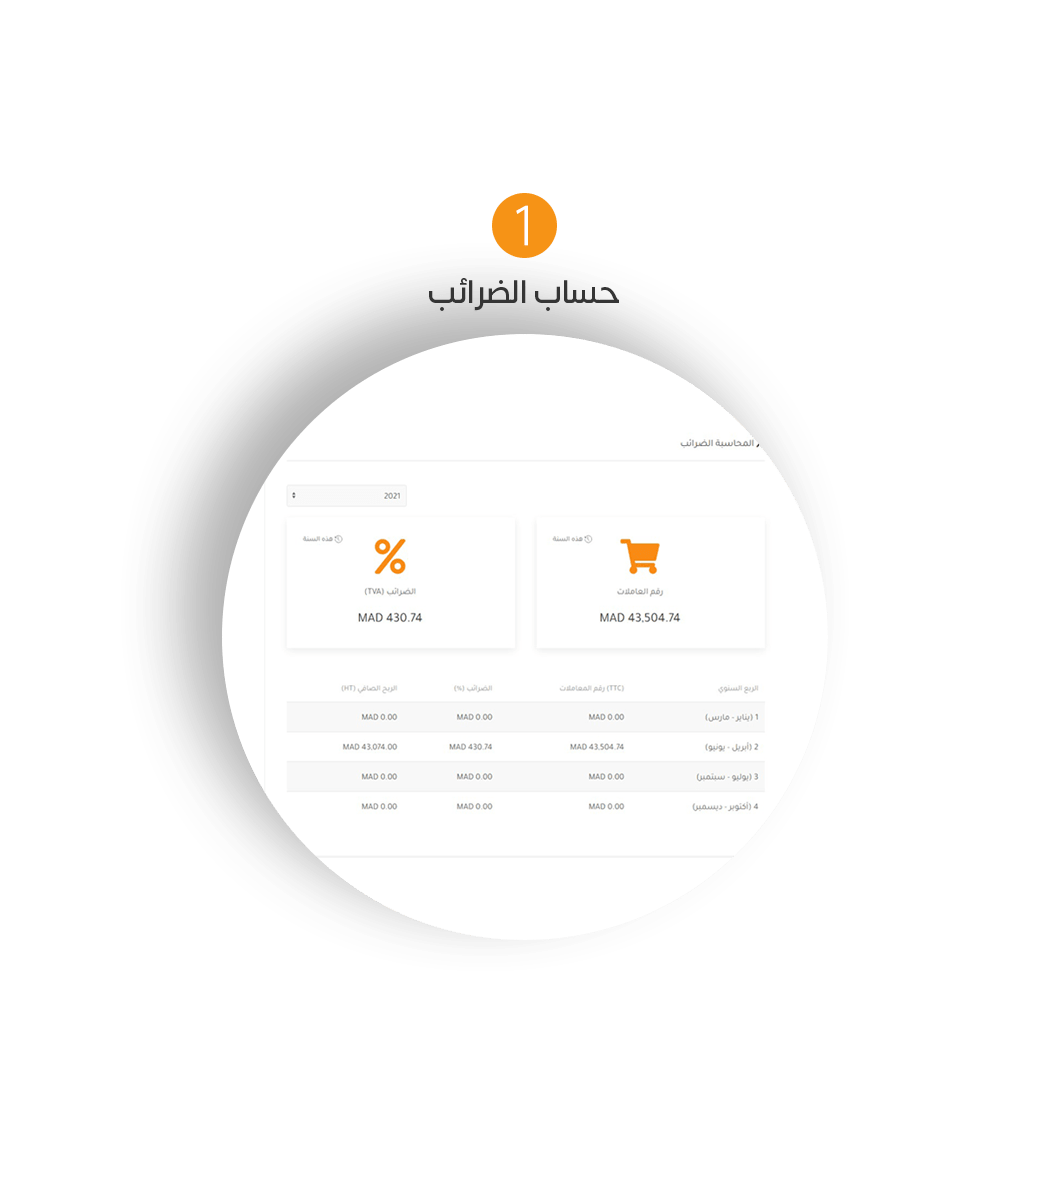 1
حساب الضرائب
المحاسبة الضرائب
2021
هذه السنة
رقم العاملات
MAD 43,504.74
هذه السنة
الضرائب (TVA)
MAD 430.74
الربع السنوي (TTC) رقم المعاملات الضرائب (%) الربح الصافي (HT)
1 (يناير - مارس) MAD 0.00 MAD 0.00 MAD 0.00
2 (أبريل - يونيو) MAD 43,504.74 MAD 430.74 MAD 43,074.00
3 (يوليو - سبتمبر) MAD 0.00 MAD 0.00 MAD 0.00
4 (أكتوبر - ديسمبر) MAD 0.00 MAD 0.00 MAD 0.00